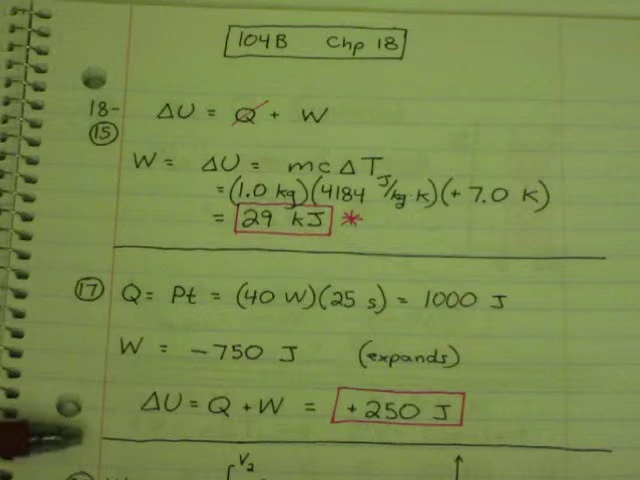 104B Chp 18
18-
15 ΔU = Q + W
W = ΔU = mcΔT
= (1.0 kg)(4184 J/kg·K)(+7.0 K)
= 29 kJ *
17 Q = Pt = (40 W)(25 s) = 1000 J
W = -750 J (expands)
ΔU = Q + W = +250 J
V2